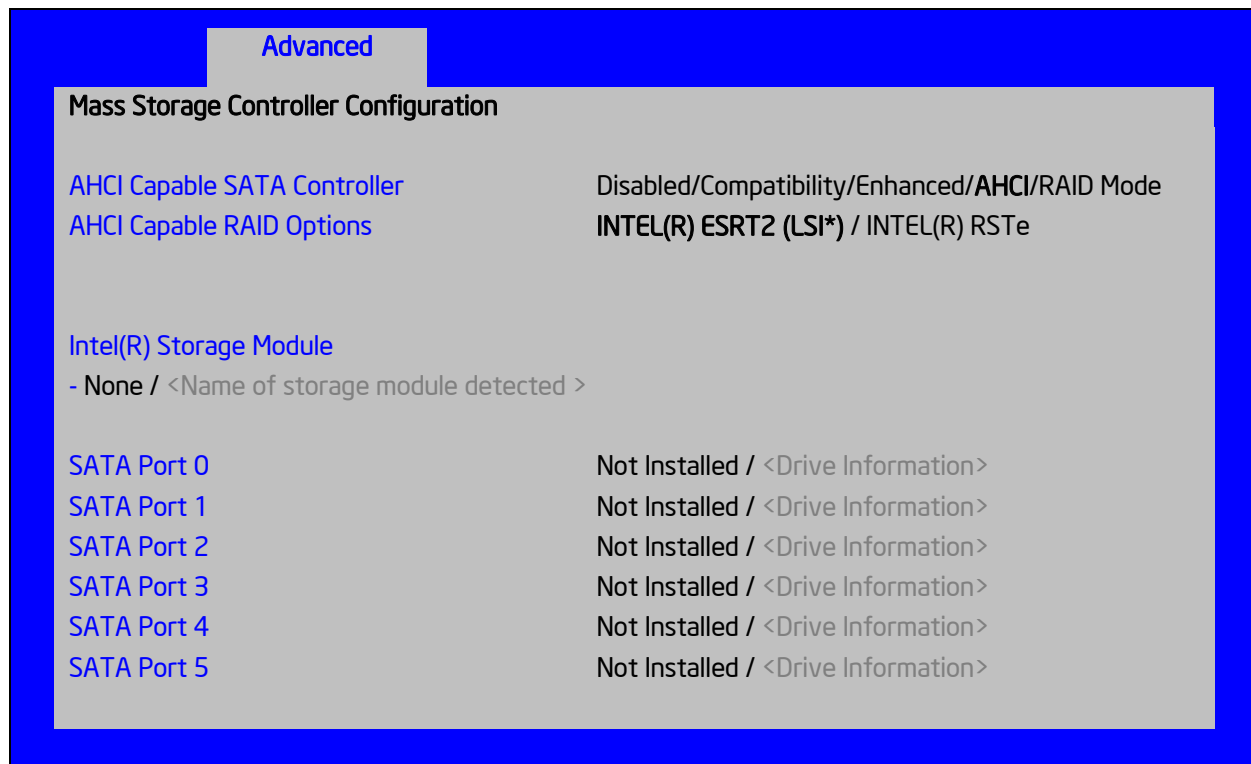 Advanced
Mass Storage Controller Configuration
AHCI Capable SATA Controller Disabled/Compatibility/Enhanced/AHCI/RAID Mode
AHCI Capable RAID Options INTEL(R) ESRT2 (LSI*) / INTEL(R) RSTe
Intel(R) Storage Module
- None / <Name of storage module detected >
SATA Port 0 Not Installed / <Drive Information>
SATA Port 1 Not Installed / <Drive Information>
SATA Port 2 Not Installed / <Drive Information>
SATA Port 3 Not Installed / <Drive Information>
SATA Port 4 Not Installed / <Drive Information>
SATA Port 5 Not Installed / <Drive Information>